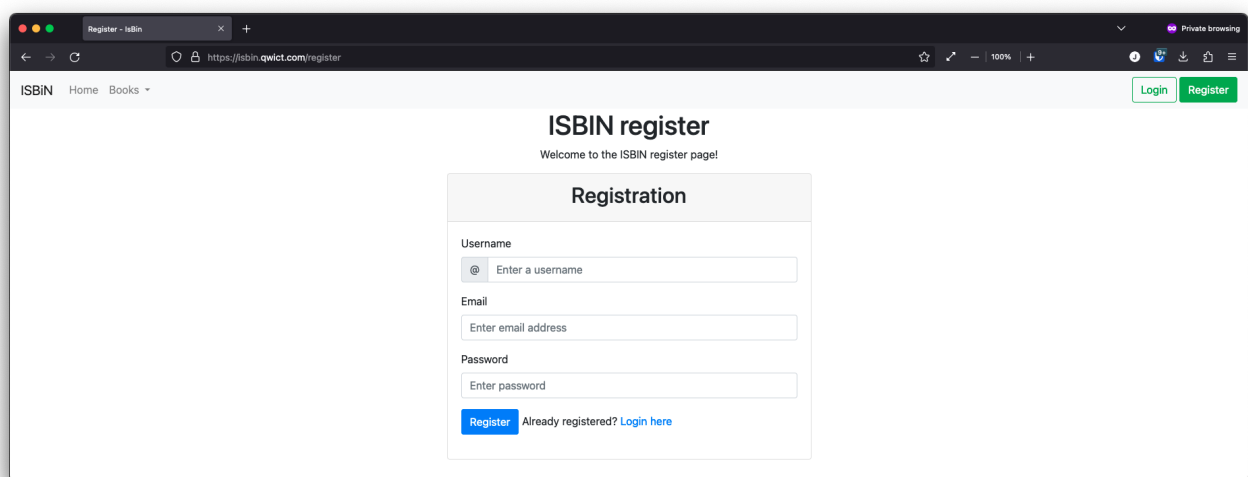 Register - IsBin
Private browsing
https://isbin.qwict.com/register
100%
ISBiN Home Books Login Register
ISBIN register
Welcome to the ISBIN register page!
Registration
Username
@ Enter a username
Email
Enter email address
Password
Enter password
Register Already registered? Login here